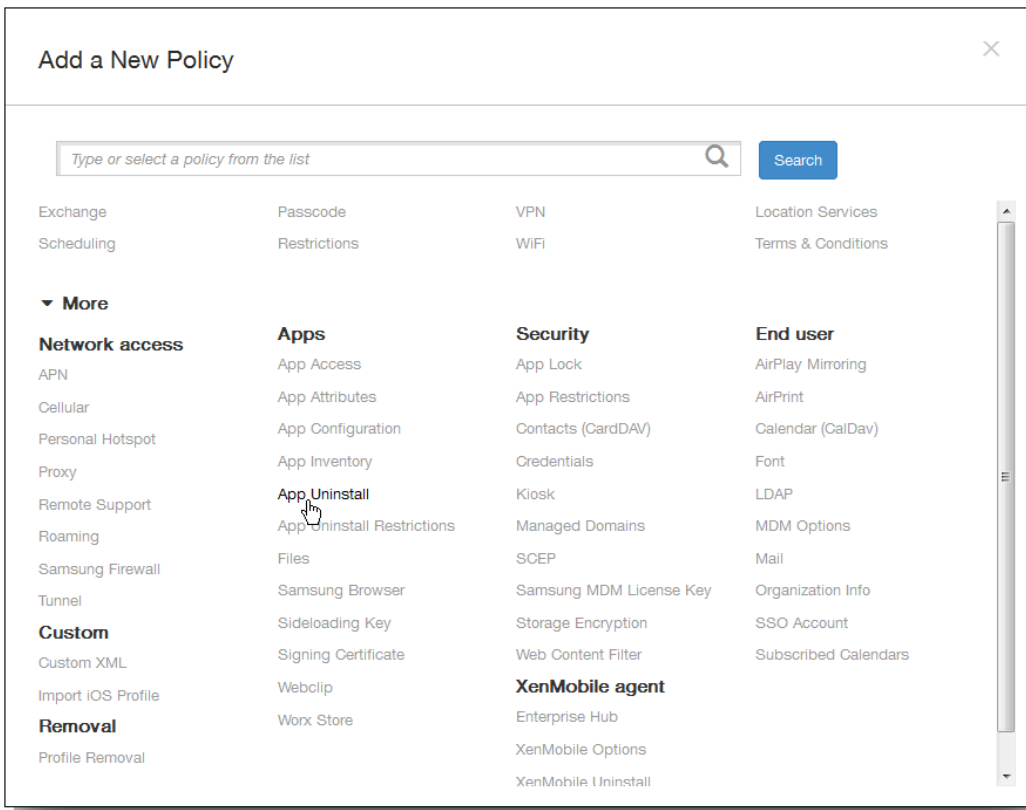 Add a New Policy
Type or select a policy from the list
Search
Exchange
Passcode
VPN
Location Services
Scheduling
Restrictions
WiFi
Terms & Conditions
More
Network access
APN
Cellular
Personal Hotspot
Proxy
Remote Support
Roaming
Samsung Firewall
Tunnel
Custom
Custom XML
Import iOS Profile
Removal
Profile Removal
Apps
App Access
App Attributes
App Configuration
App Inventory
App Uninstall
App Uninstall Restrictions
Files
Samsung Browser
Sideloading Key
Signing Certificate
Webclip
Worx Store
Security
App Lock
App Restrictions
Contacts (CardDAV)
Credentials
Kiosk
Managed Domains
SCEP
Samsung MDM License Key
Storage Encryption
Web Content Filter
XenMobile agent
Enterprise Hub
XenMobile Options
XenMobile Uninstall
End user
AirPlay Mirroring
AirPrint
Calendar (CalDav)
Font
LDAP
MDM Options
Mail
Organization Info
SSO Account
Subscribed Calendars